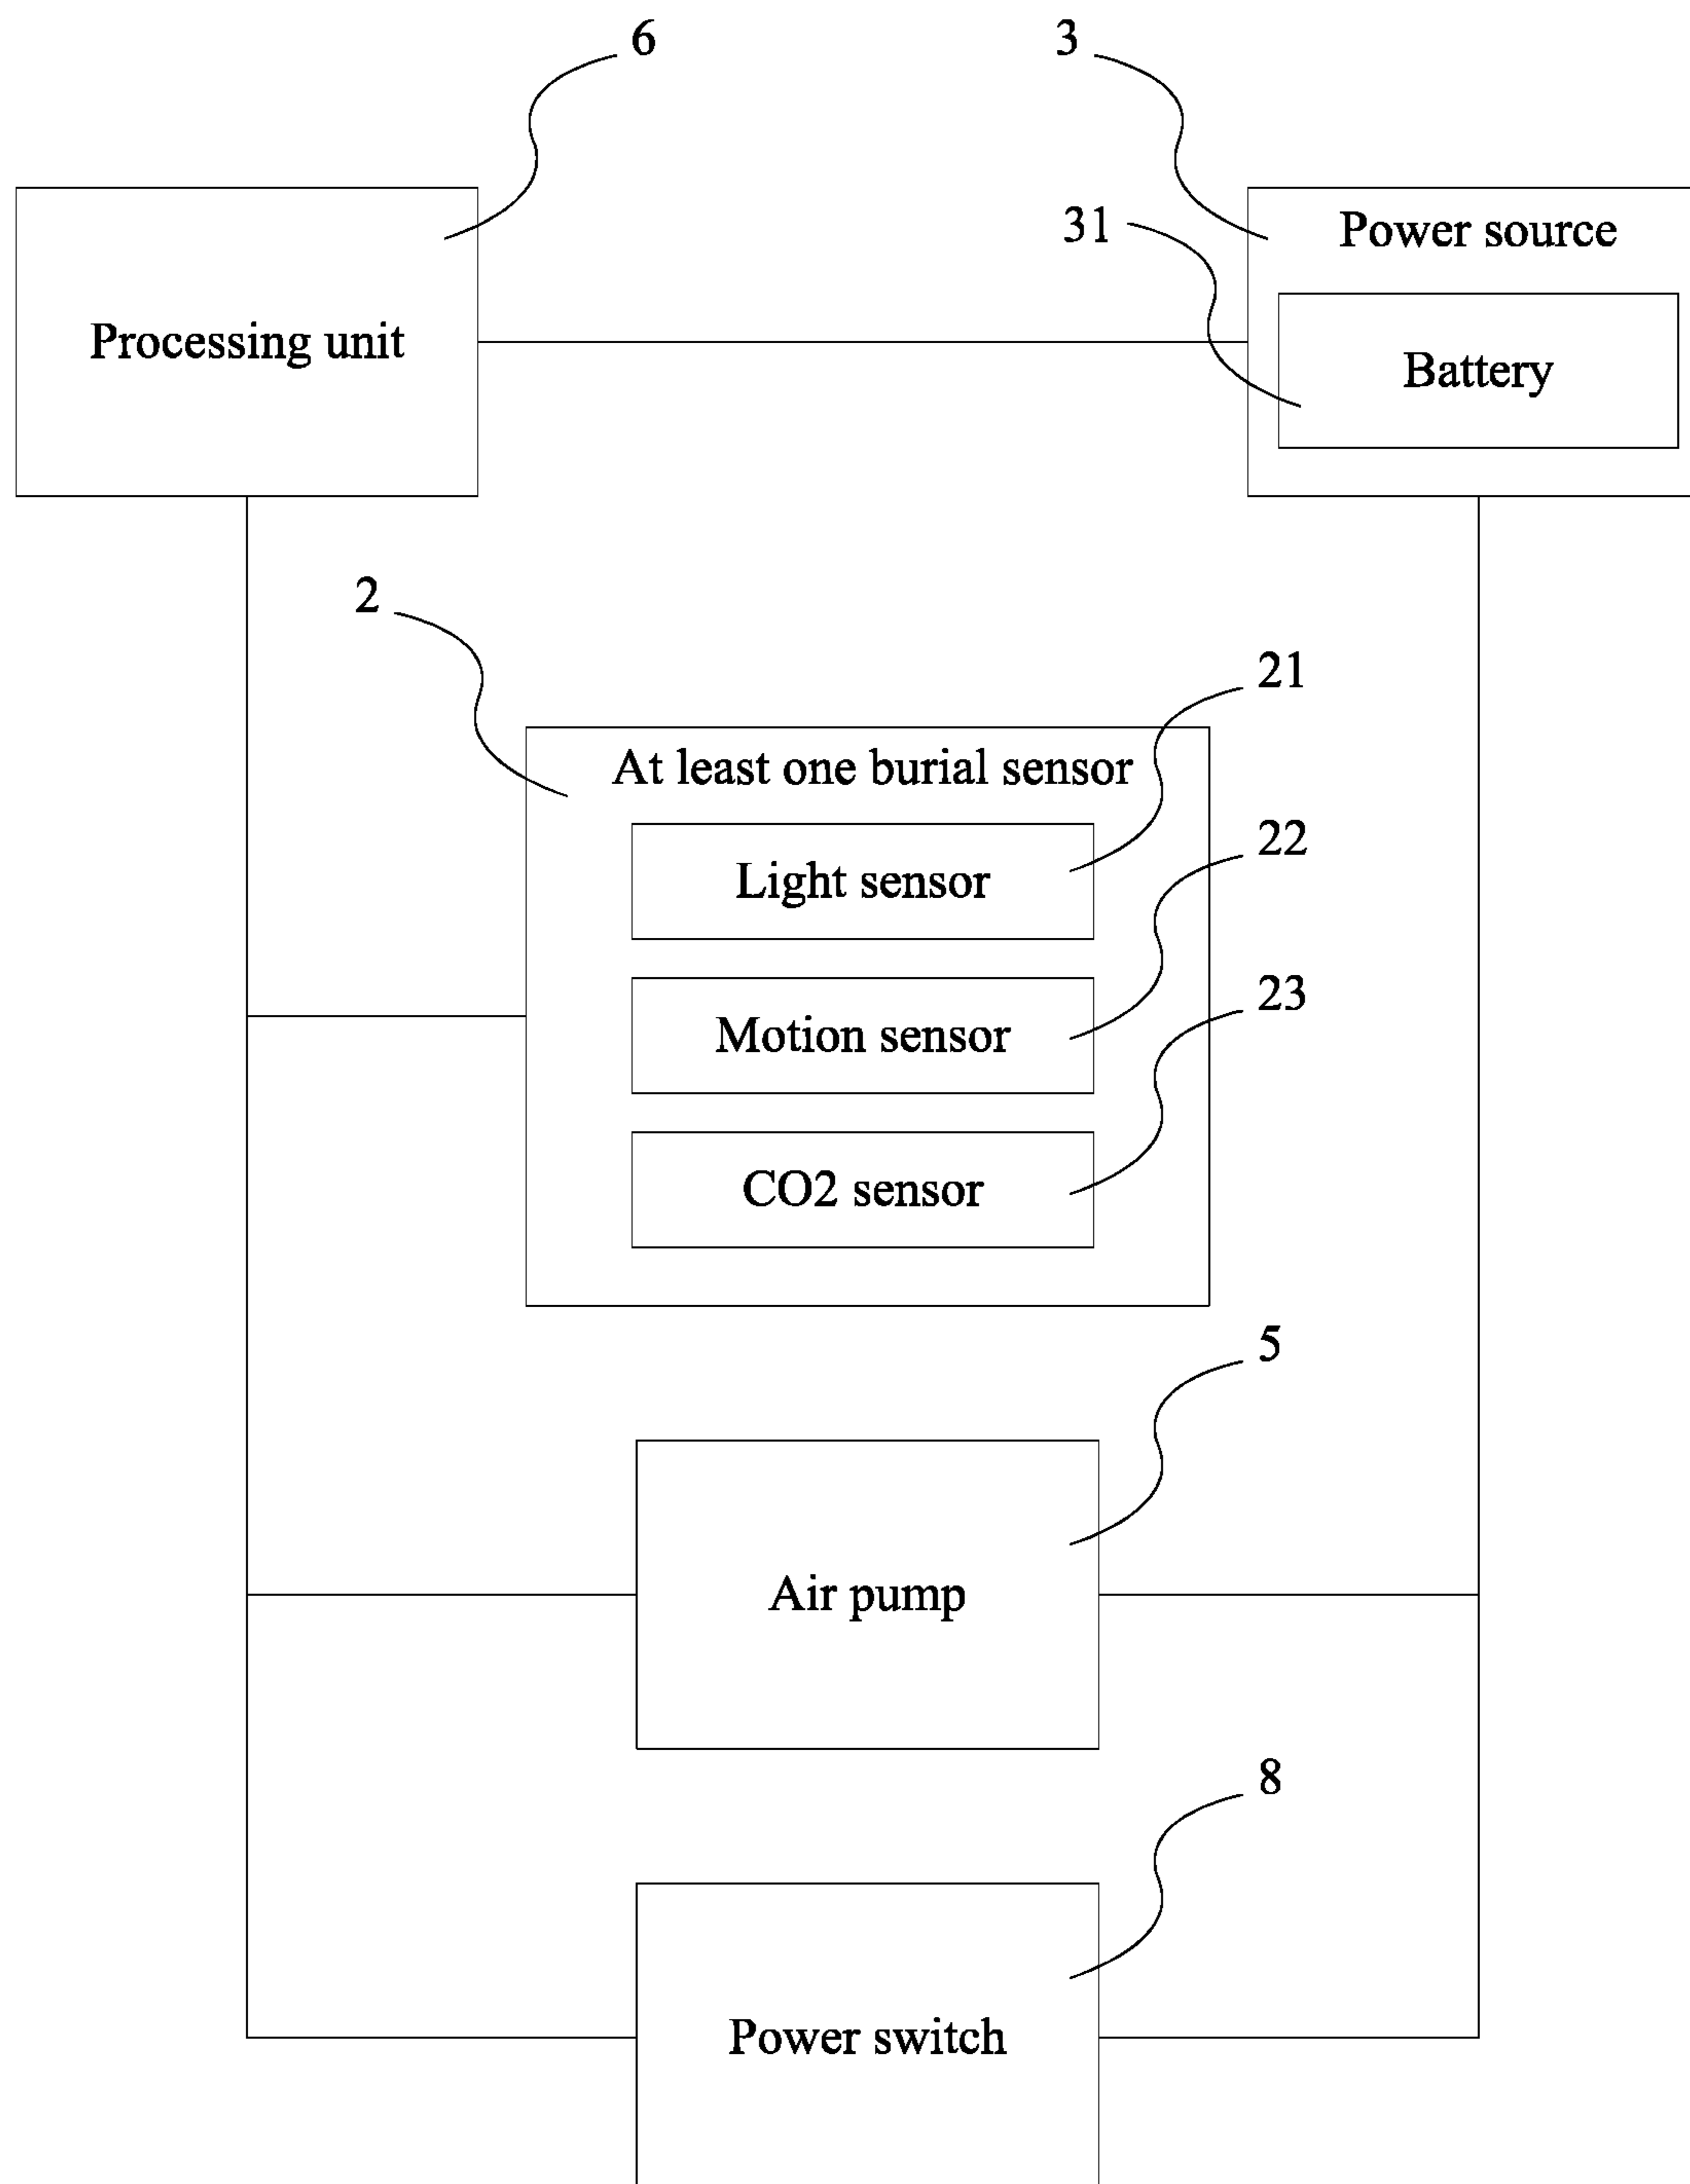 6
3
31
Power source
Processing unit
Battery
2
21
At least one burial sensor
22
Light sensor
23
Motion sensor
CO2 sensor
5
Air pump
8
Power switch